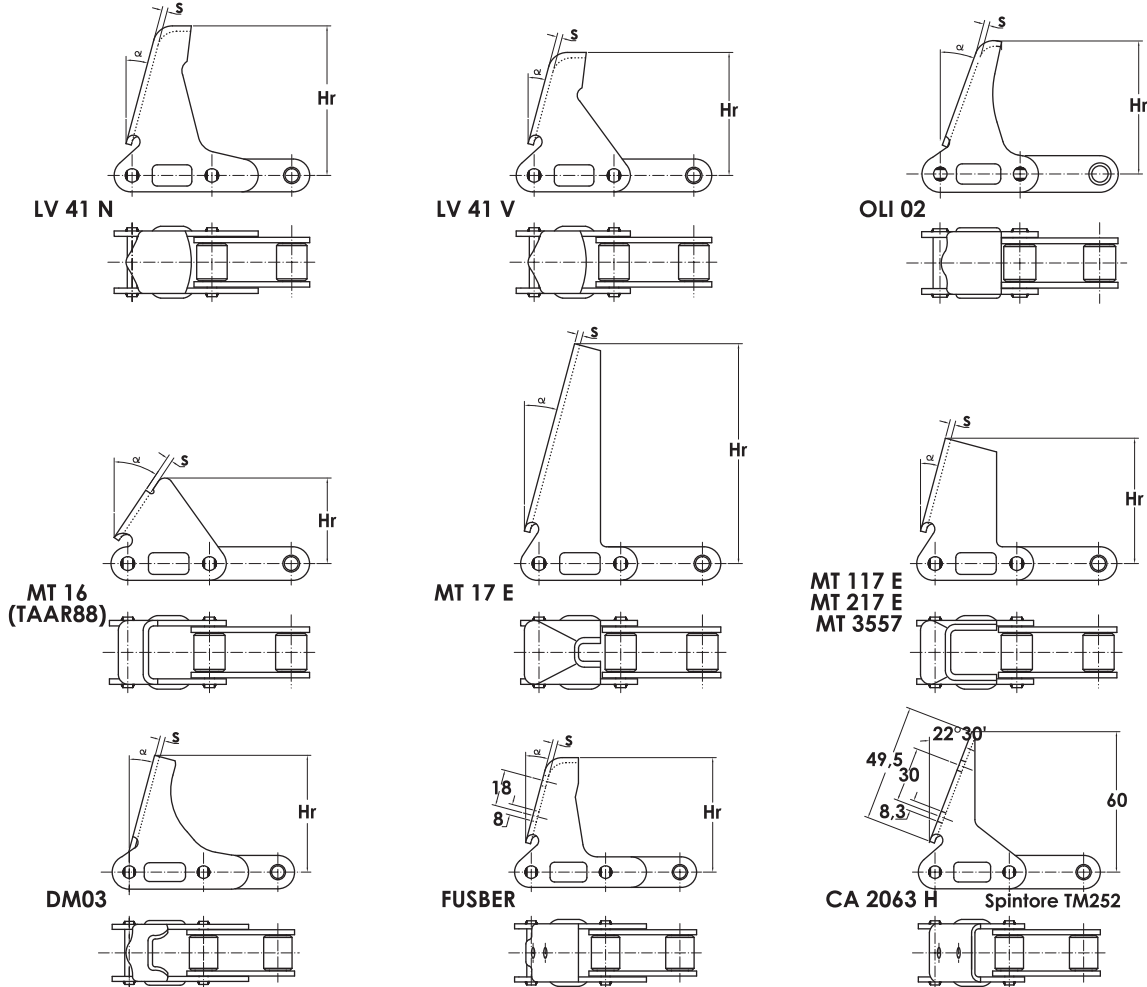 S
α
Hr
LV 41 N
S
α
Hr
LV 41 V
S
α
Hr
OLI 02
S
α
Hr
MT 16
(TAAR88)
S
α
Hr
MT 17 E
S
α
Hr
MT 117 E
MT 217 E
MT 3557
S
α
Hr
DM03
S
α
18
8
Hr
FUSBER
22°30'
49,5
30
8,3
60
CA 2063 H
Spintore TM252